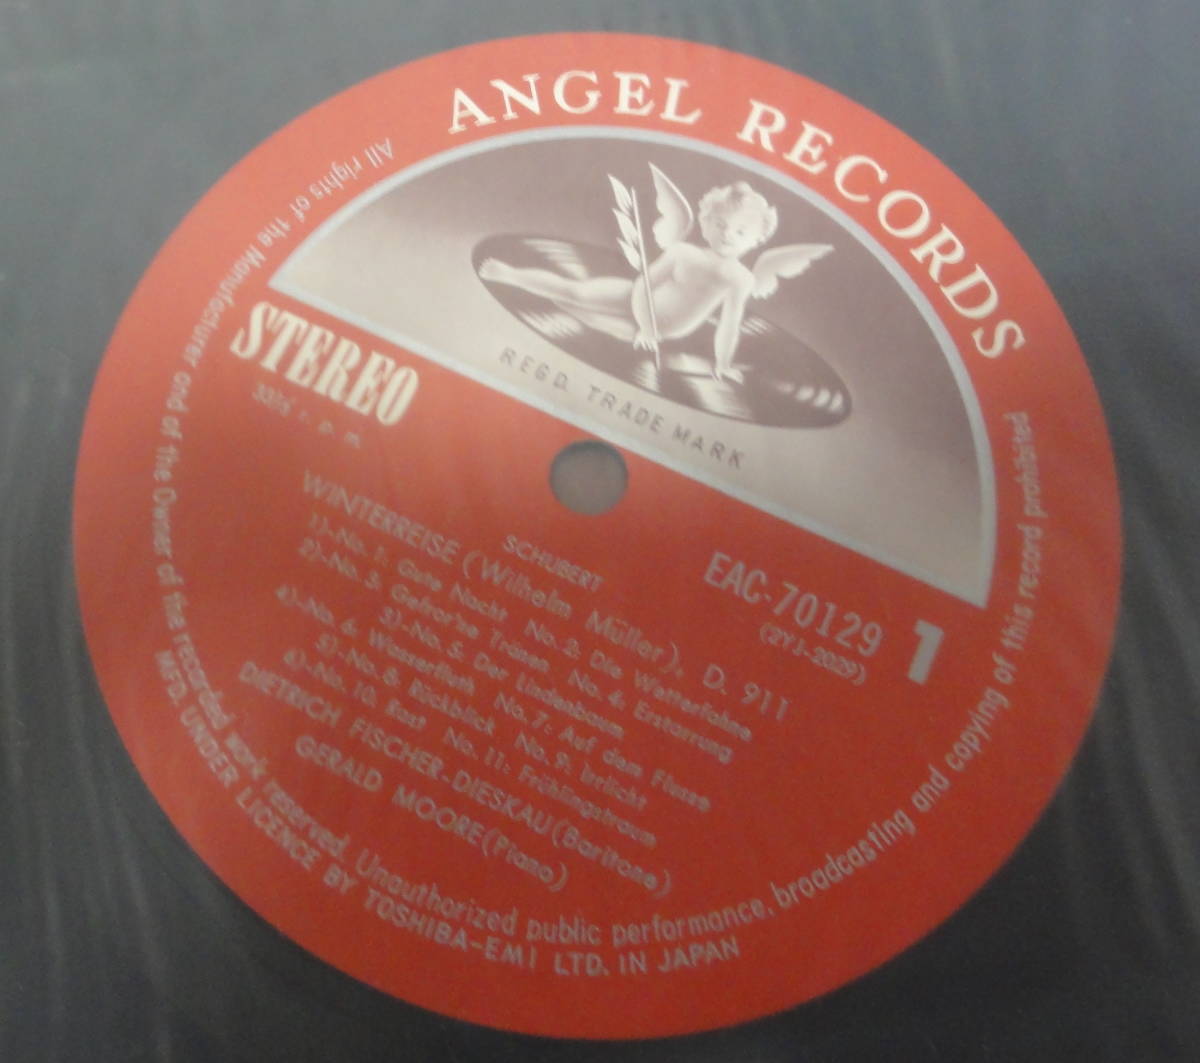 ANGEL RECORDS
REGD. TRADE MARK
STEREO
33⅓ r. p. m.
EAC-70129
(2YJ-2029)
1
SCHUBERT
WINTERREISE (Wilhelm Müller), D. 911
1)-No. 1: Gute Nacht No. 2: Die Wetterfahne
2)-No. 3. Gefror'ne Tränen No. 4. Erstarrung
3)-No. 5. Der Lindenbaum
4)-No. 6. Wasserflut No. 7: Auf dem Flusse
5)-No. 8. Rückblick No. 9: Irrlicht
6)-No. 10. Rast No. 11: Frühlingstraum
DIETRICH FISCHER-DIESKAU (Baritone)
GERALD MOORE (Piano)
All rights of the Manufacturer and of the Owner of the recorded work reserved. Unauthorized public performance, broadcasting and copying of this record prohibited
MFD. UNDER LICENCE BY TOSHIBA-EMI LTD. IN JAPAN